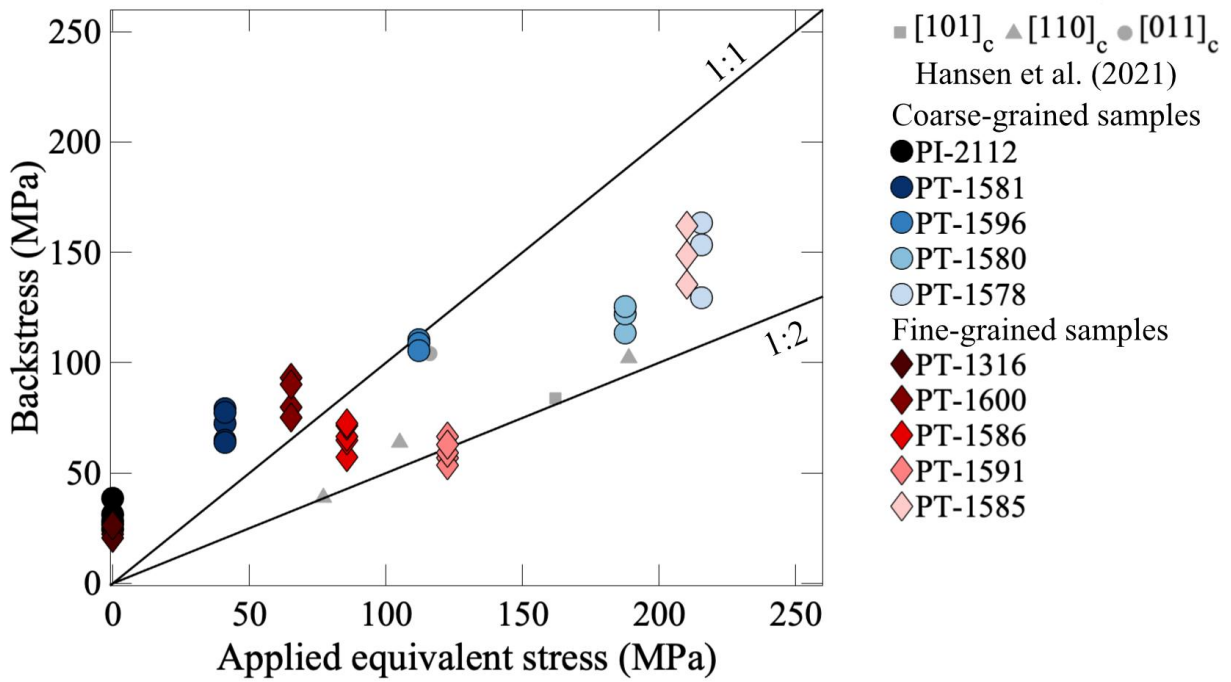 250
200
150
100
50
0
Backstress (MPa)
1:1
1:2
0 50 100 150 200 250
Applied equivalent stress (MPa)
[101]c [110]c [011]c
Hansen et al. (2021)
Coarse-grained samples
PI-2112
PT-1581
PT-1596
PT-1580
PT-1578
Fine-grained samples
PT-1316
PT-1600
PT-1586
PT-1591
PT-1585